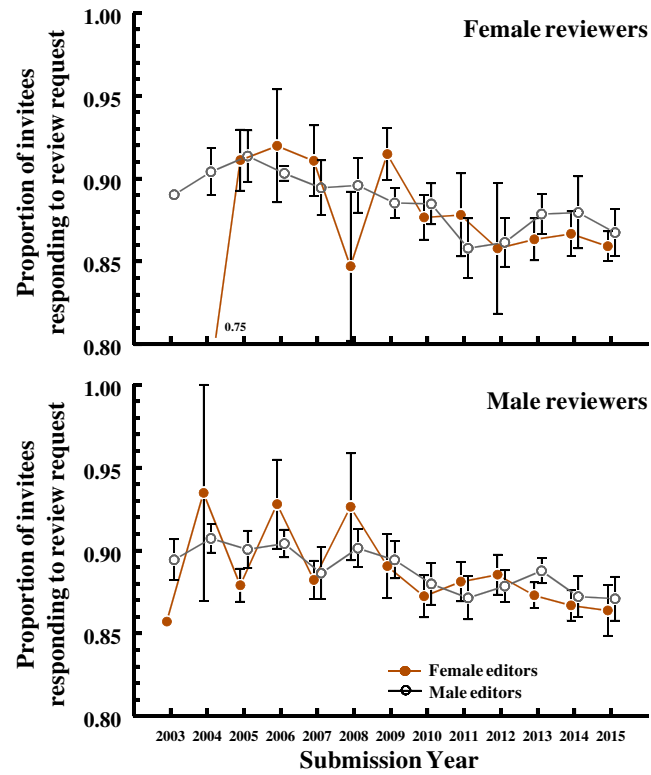 1.00
Female reviewers
0.95
0.90
0.85
0.80
0.75
Proportion of invitees
responding to review request
1.00
Male reviewers
0.95
0.90
0.85
0.80
Proportion of invitees
responding to review request
Female editors
Male editors
2003 2004 2005 2006 2007 2008 2009 2010 2011 2012 2013 2014 2015
Submission Year